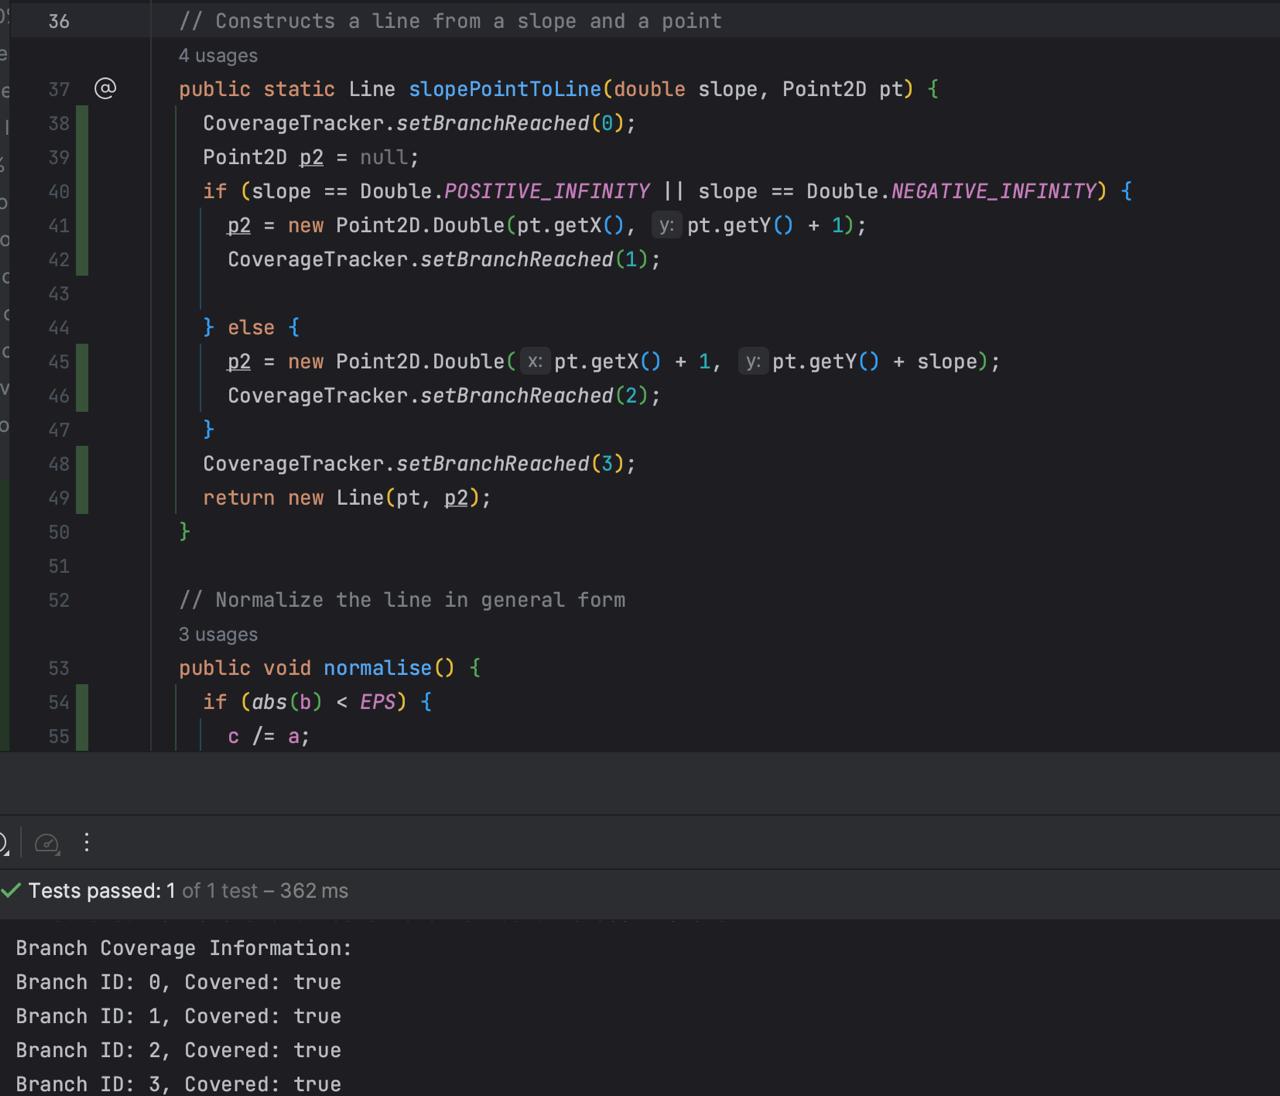 36 // Constructs a line from a slope and a point
4 usages
37 @ public static Line slopePointToLine(double slope, Point2D pt) {
38 CoverageTracker.setBranchReached(0);
39 Point2D p2 = null;
40 if (slope == Double.POSITIVE_INFINITY || slope == Double.NEGATIVE_INFINITY) {
41 p2 = new Point2D.Double(pt.getX(), y: pt.getY() + 1);
42 CoverageTracker.setBranchReached(1);
43
44 } else {
45 p2 = new Point2D.Double( x: pt.getX() + 1, y: pt.getY() + slope);
46 CoverageTracker.setBranchReached(2);
47 }
48 CoverageTracker.setBranchReached(3);
49 return new Line(pt, p2);
50 }
51
52 // Normalize the line in general form
3 usages
53 public void normalise() {
54 if (abs(b) < EPS) {
55 c /= a;
Tests passed: 1 of 1 test – 362 ms
Branch Coverage Information:
Branch ID: 0, Covered: true
Branch ID: 1, Covered: true
Branch ID: 2, Covered: true
Branch ID: 3, Covered: true